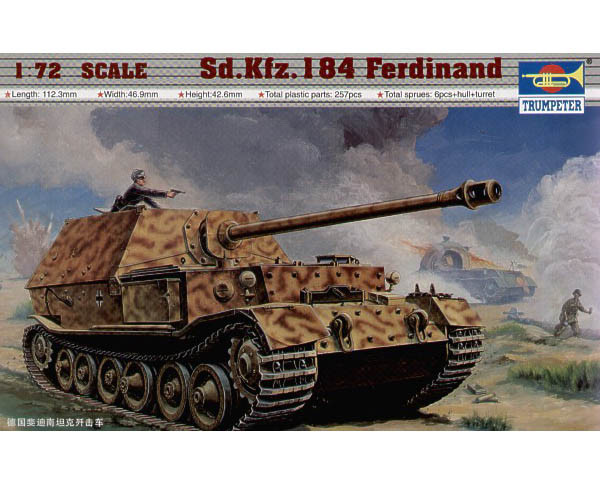 1:72 SCALE Sd.Kfz.184 Ferdinand
★Length: 112.3mm ★Width:46.9mm ★Height:42.6mm ★Total plastic parts: 257pcs ★Total sprues: 6pcs+hull+turret
®
TRUMPETER
德国柴迪南坦克歼击车